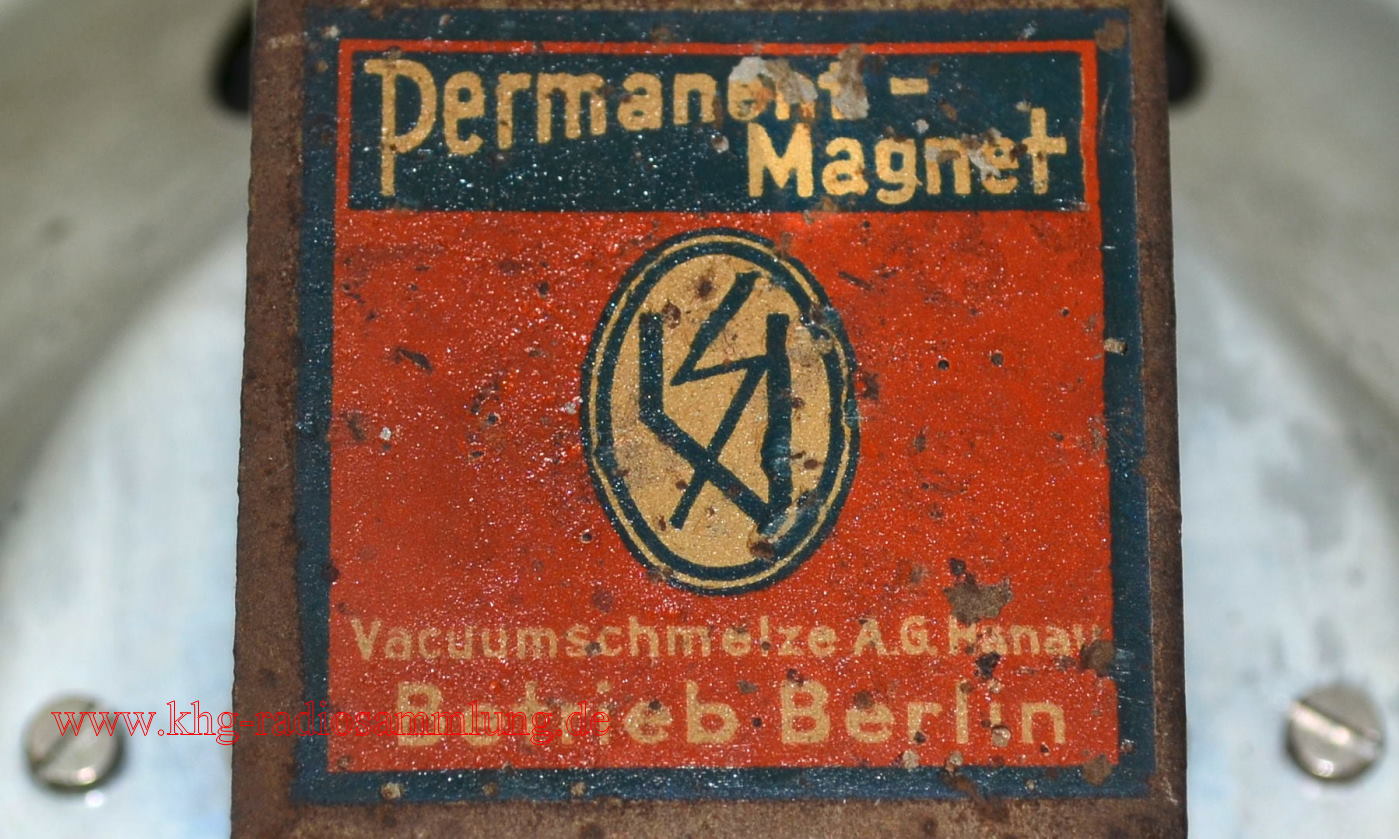 Permanent -
Magnet
Vacuumschmelze A.G. Hanau
Betrieb Berlin
www.khg-radiosammlung.de